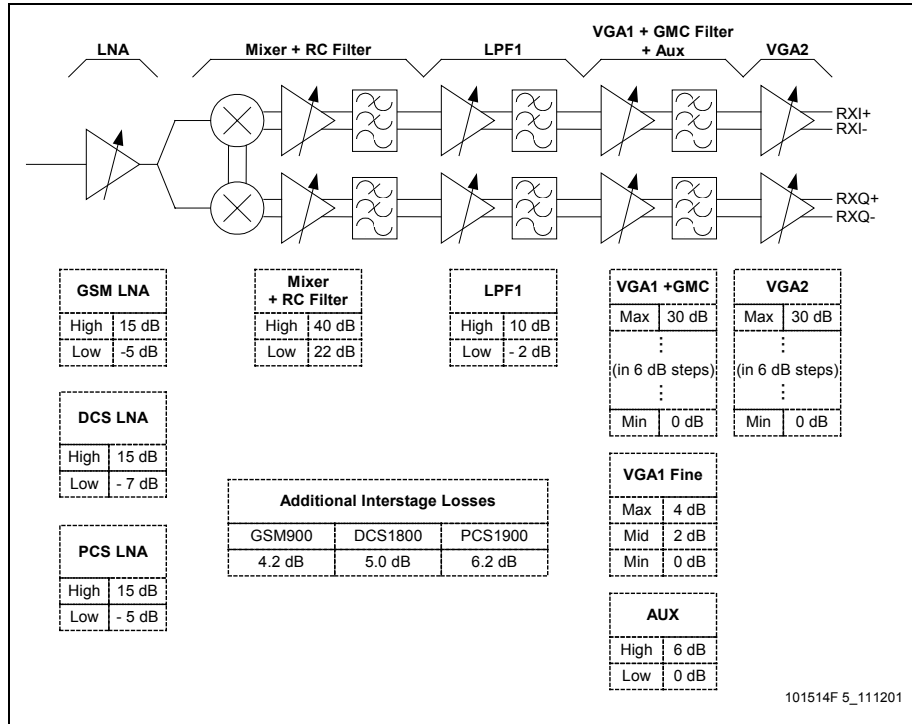 LNA
Mixer + RC Filter
LPF1
VGA1 + GMC Filter
+ Aux
VGA2
RXI+
RXI-
RXQ+
RXQ-
GSM LNA
High 15 dB
Low -5 dB
Mixer
+ RC Filter
High 40 dB
Low 22 dB
LPF1
High 10 dB
Low - 2 dB
VGA1 +GMC
Max 30 dB
(in 6 dB steps)
Min 0 dB
VGA2
Max 30 dB
(in 6 dB steps)
Min 0 dB
DCS LNA
High 15 dB
Low - 7 dB
PCS LNA
High 15 dB
Low - 5 dB
Additional Interstage Losses
GSM900 DCS1800 PCS1900
4.2 dB 5.0 dB 6.2 dB
VGA1 Fine
Max 4 dB
Mid 2 dB
Min 0 dB
AUX
High 6 dB
Low 0 dB
101514F 5_111201